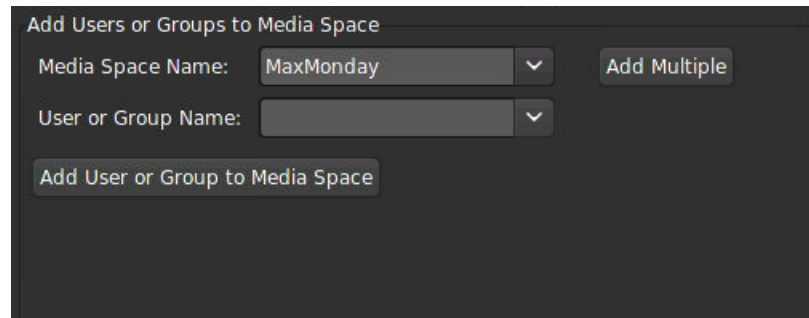 Add Users or Groups to Media Space
Media Space Name: MaxMonday Add Multiple
User or Group Name:
Add User or Group to Media Space